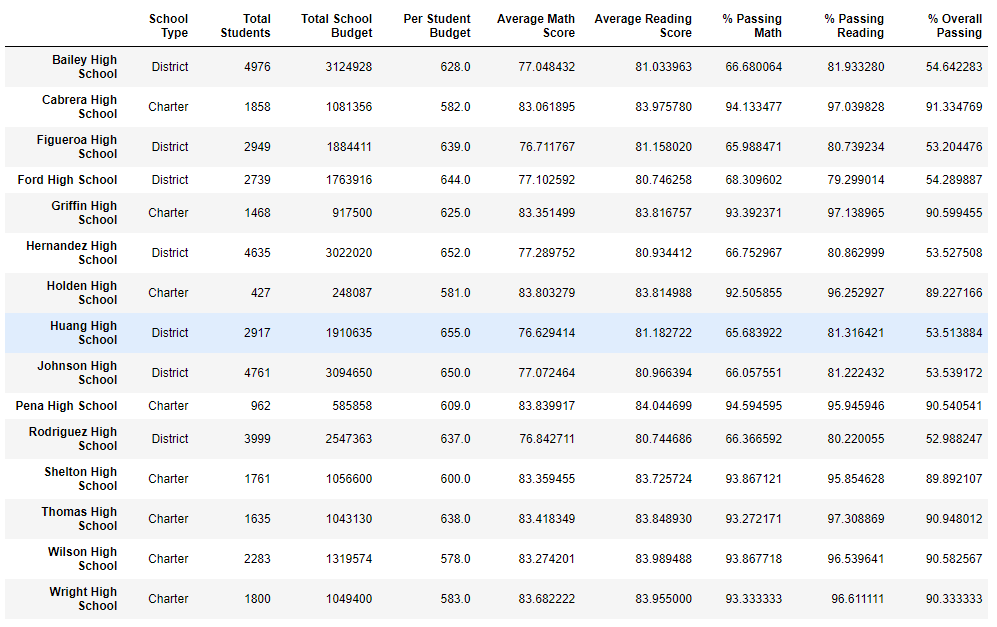 School Type Total Students Total School Budget Per Student Budget Average Math Score Average Reading Score % Passing Math % Passing Reading % Overall Passing
Bailey High School District 4976 3124928 628.0 77.048432 81.033963 66.680064 81.933280 54.642283
Cabrera High School Charter 1858 1081356 582.0 83.061895 83.975780 94.133477 97.039828 91.334769
Figueroa High School District 2949 1884411 639.0 76.711767 81.158020 65.988471 80.739234 53.204476
Ford High School District 2739 1763916 644.0 77.102592 80.746258 68.309602 79.299014 54.289887
Griffin High School Charter 1468 917500 625.0 83.351499 83.816757 93.392371 97.138965 90.599455
Hernandez High School District 4635 3022020 652.0 77.289752 80.934412 66.752967 80.862999 53.527508
Holden High School Charter 427 248087 581.0 83.803279 83.814988 92.505855 96.252927 89.227166
Huang High School District 2917 1910635 655.0 76.629414 81.182722 65.683922 81.316421 53.513884
Johnson High School District 4761 3094650 650.0 77.072464 80.966394 66.057551 81.222432 53.539172
Pena High School Charter 962 585858 609.0 83.839917 84.044699 94.594595 95.945946 90.540541
Rodriguez High School District 3999 2547363 637.0 76.842711 80.744686 66.366592 80.220055 52.988247
Shelton High School Charter 1761 1056600 600.0 83.359455 83.725724 93.867121 95.854628 89.892107
Thomas High School Charter 1635 1043130 638.0 83.418349 83.848930 93.272171 97.308869 90.948012
Wilson High School Charter 2283 1319574 578.0 83.274201 83.989488 93.867718 96.539641 90.582567
Wright High School Charter 1800 1049400 583.0 83.682222 83.955000 93.333333 96.611111 90.333333